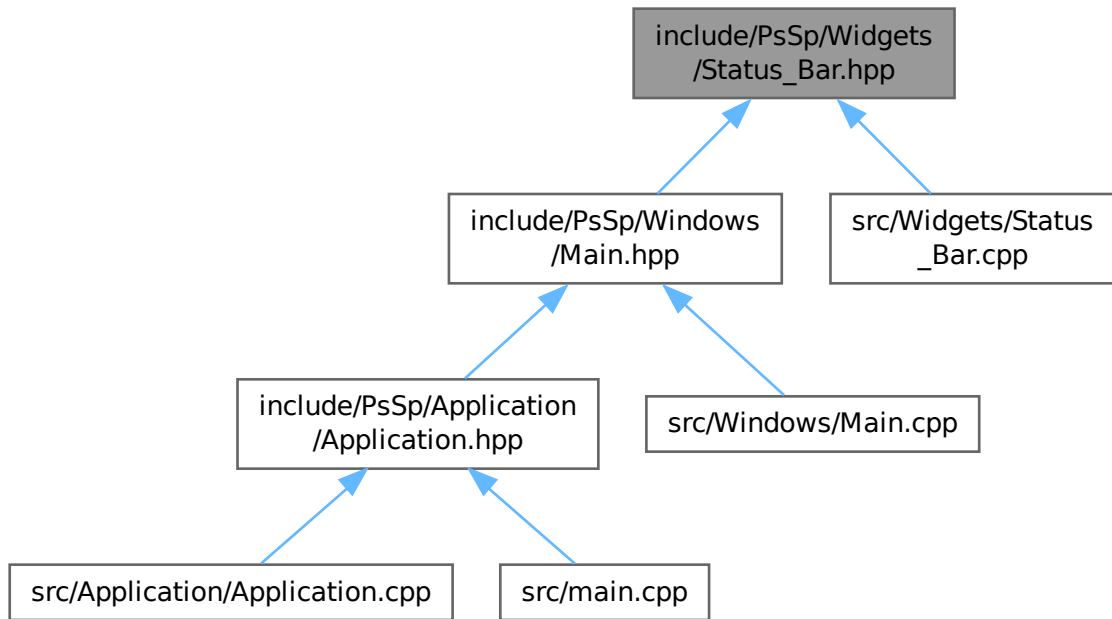 include/PsSp/Widgets
/Status_Bar.hpp
include/PsSp/Windows
/Main.hpp
src/Widgets/Status
_Bar.cpp
include/PsSp/Application
/Application.hpp
src/Windows/Main.cpp
src/Application/Application.cpp
src/main.cpp